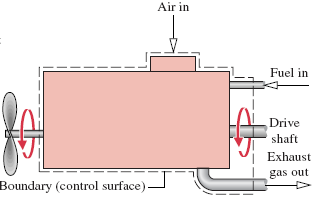 Air in
Fuel in
Drive
shaft
Exhaust
gas out
Boundary (control surface)